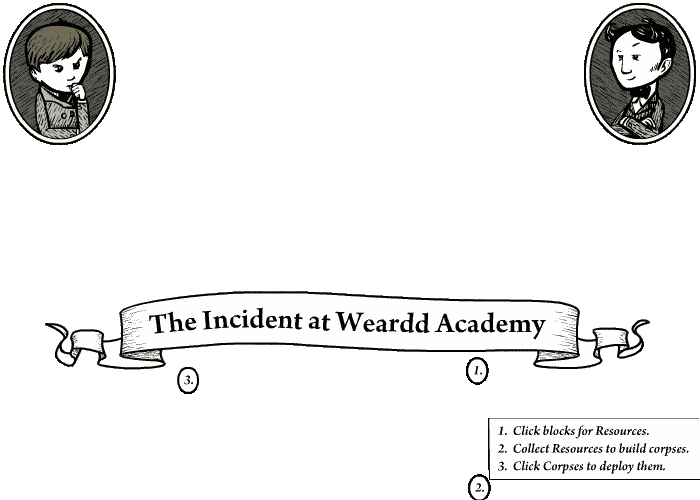 The Incident at Weardd Academy
3.
1.
1. Click blocks for Resources.
2. Collect Resources to build corpses.
3. Click Corpses to deploy them.
2.